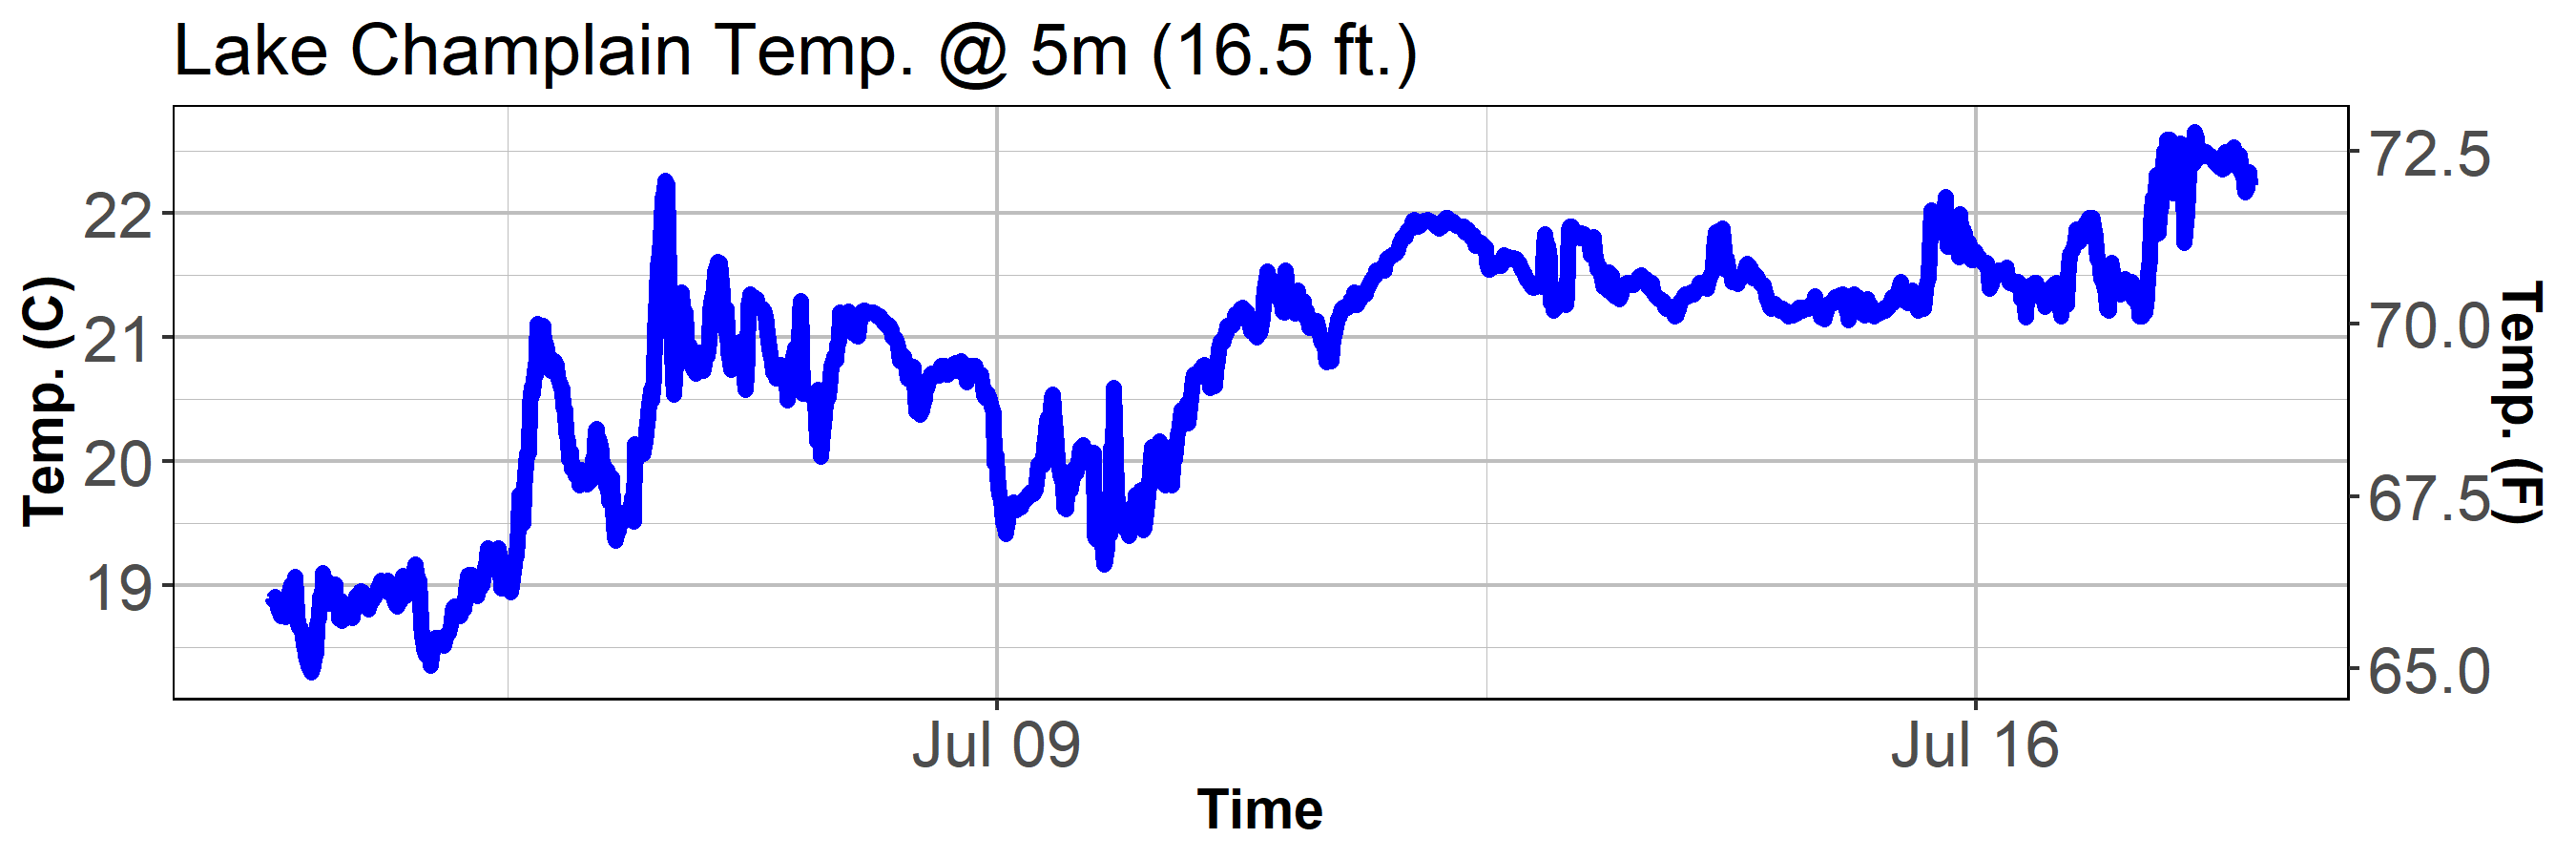 Lake Champlain Temp. @ 5m (16.5 ft.)
Temp. (C)
22
21
20
19
72.5
70.0
67.5
65.0
Temp. (F)
Jul 09
Jul 16
Time